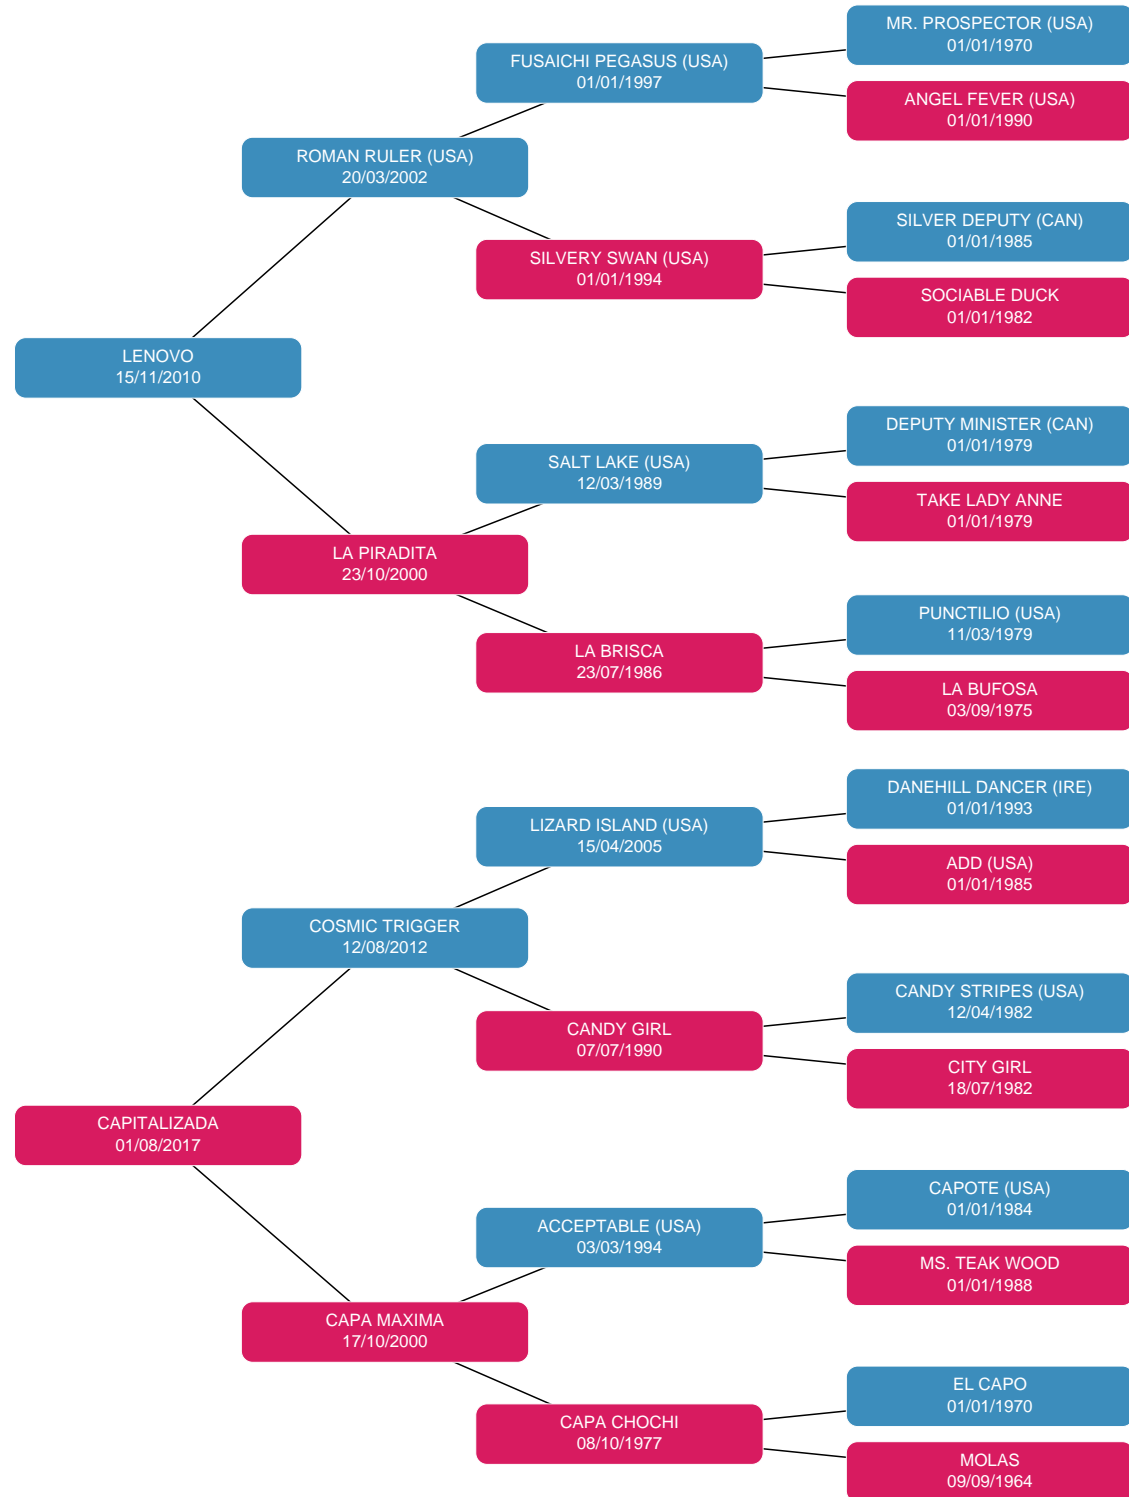 MR. PROSPECTOR (USA)
01/01/1970
FUSAICHI PEGASUS (USA)
01/01/1997
ANGEL FEVER (USA)
01/01/1990
ROMAN RULER (USA)
20/03/2002
SILVER DEPUTY (CAN)
01/01/1985
SILVERY SWAN (USA)
01/01/1994
SOCIABLE DUCK
01/01/1982
LENOVO
15/11/2010
DEPUTY MINISTER (CAN)
01/01/1979
SALT LAKE (USA)
12/03/1989
TAKE LADY ANNE
01/01/1979
LA PIRADITA
23/10/2000
PUNCTILIO (USA)
11/03/1979
LA BRISCA
23/07/1986
LA BUFOSA
03/09/1975
DANEHILL DANCER (IRE)
01/01/1993
LIZARD ISLAND (USA)
15/04/2005
ADD (USA)
01/01/1985
COSMIC TRIGGER
12/08/2012
CANDY STRIPES (USA)
12/04/1982
CANDY GIRL
07/07/1990
CITY GIRL
18/07/1982
CAPITALIZADA
01/08/2017
CAPOTE (USA)
01/01/1984
ACCEPTABLE (USA)
03/03/1994
MS. TEAK WOOD
01/01/1988
CAPA MAXIMA
17/10/2000
EL CAPO
01/01/1970
CAPA CHOCHI
08/10/1977
MOLAS
09/09/1964